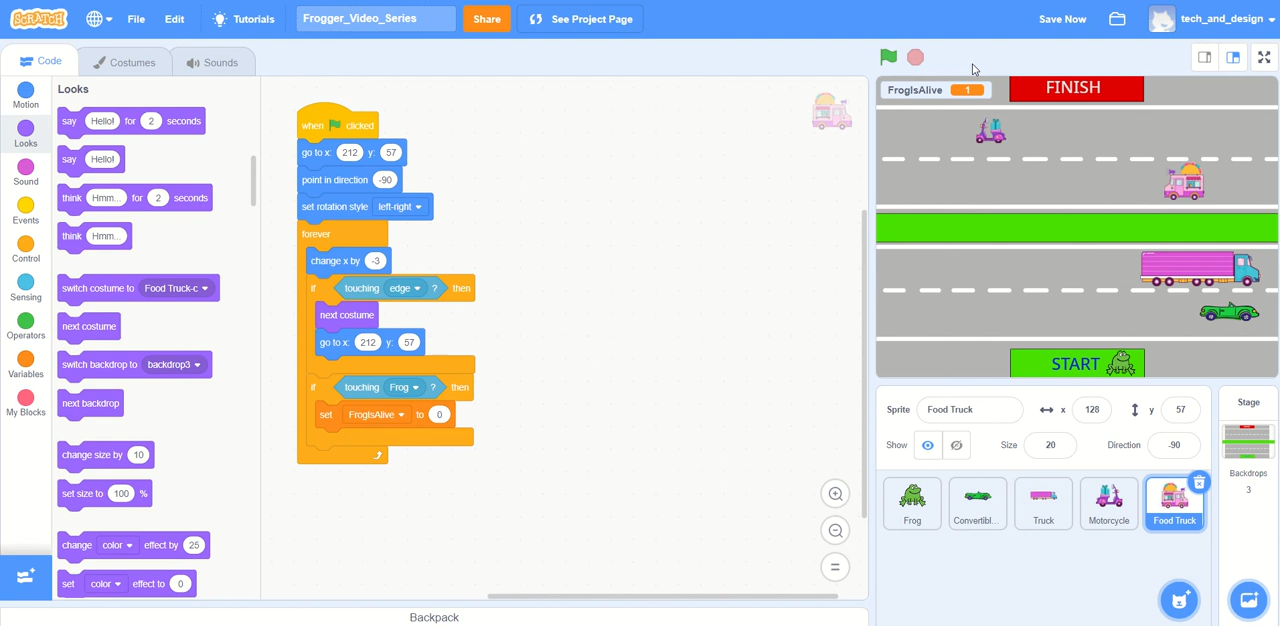 SCRATCH File Edit Tutorials Frogger_Video_Series Share See Project Page Save Now tech_and_design
Code Costumes Sounds
Motion
Looks
Sound
Events
Control
Sensing
Operators
Variables
My Blocks
Looks
say Hello! for 2 seconds
say Hello!
think Hmm... for 2 seconds
think Hmm...
switch costume to Food Truck-c
next costume
switch backdrop to backdrop3
next backdrop
change size by 10
set size to 100 %
change color effect by 25
set color effect to 0
when clicked
go to x: 212 y: 57
point in direction -90
set rotation style left-right
forever
change x by -3
if touching edge ? then
next costume
go to x: 212 y: 57
if touching Frog ? then
set FrogIsAlive to 0
Backpack
FrogIsAlive 1
FINISH
START
Sprite Food Truck x 128 y 57
Show Size 20 Direction -90
Frog Convertibl... Truck Motorcycle Food Truck
Stage
Backdrops
3